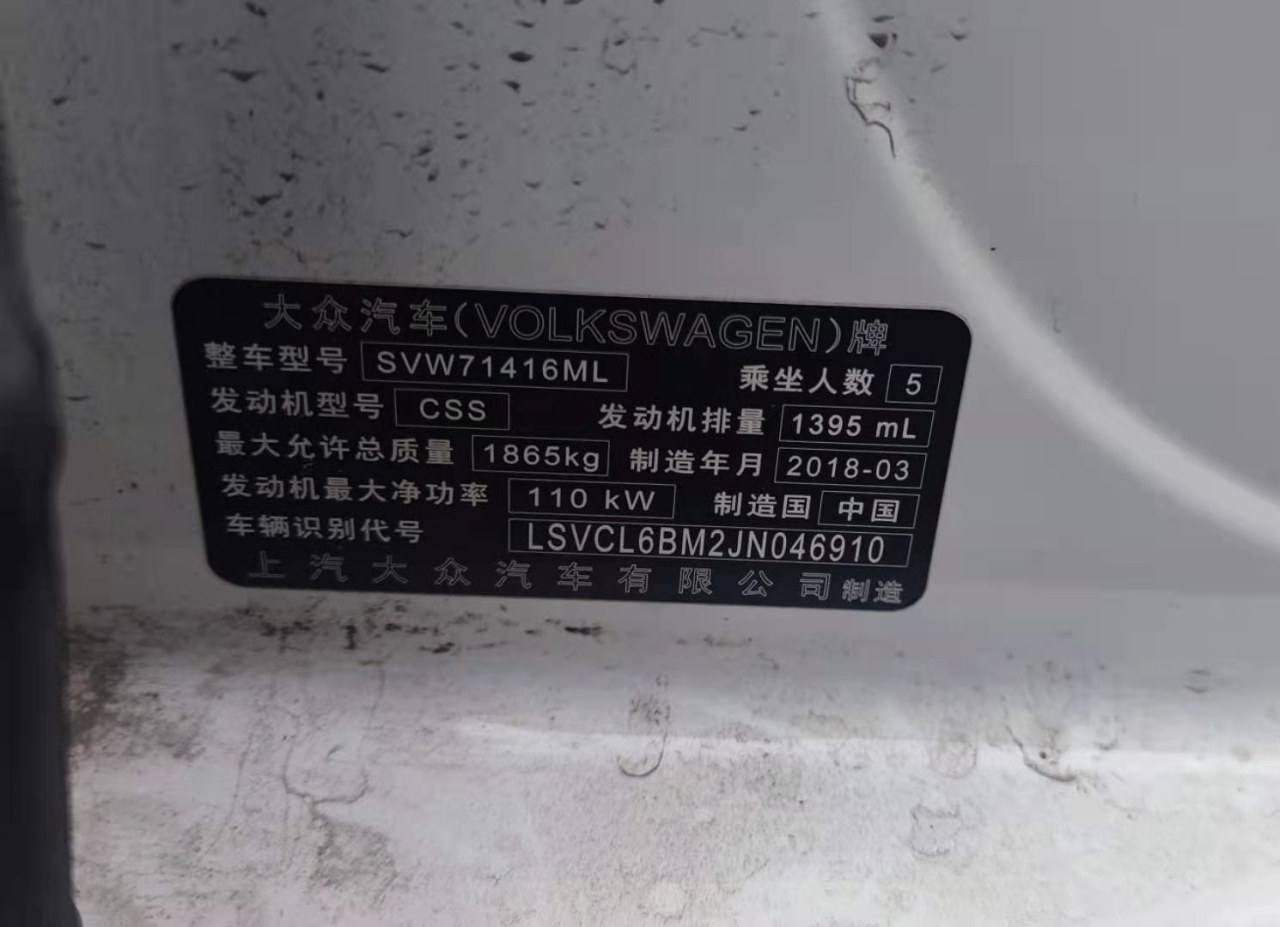 大众汽车(VOLKSWAGEN)牌
整车型号 SVW71416ML 乘坐人数 5
发动机型号 CSS 发动机排量 1395 mL
最大允许总质量 1865kg 制造年月 2018-03
发动机最大净功率 110 kW 制造国 中国
车辆识别代号 LSVCL6BM2JN046910
上汽大众汽车有限公司制造